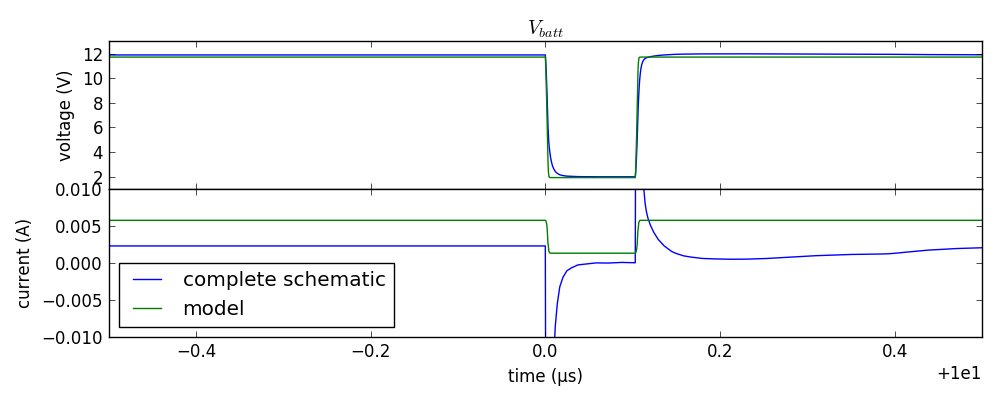 V_batt
voltage (V)
12
10
8
6
4
2
current (A)
0.010
0.005
0.000
−0.005
−0.010
complete schematic
model
−0.4
−0.2
0.0
0.2
0.4
+1e1
time (µs)